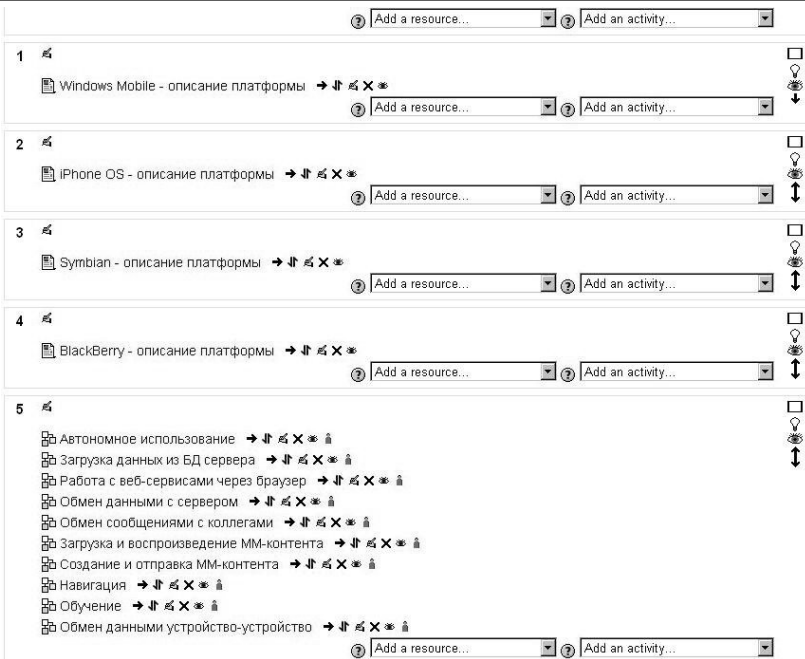 Add a resource... Add an activity...
1
Windows Mobile - описание платформы
Add a resource... Add an activity...
2
iPhone OS - описание платформы
Add a resource... Add an activity...
3
Symbian - описание платформы
Add a resource... Add an activity...
4
BlackBerry - описание платформы
Add a resource... Add an activity...
5
Автономное использование
Загрузка данных из БД сервера
Работа с веб-сервисами через браузер
Обмен данными с сервером
Обмен сообщениями с коллегами
Загрузка и воспроизведение ММ-контента
Создание и отправка ММ-контента
Навигация
Обучение
Обмен данными устройство-устройство
Add a resource... Add an activity...